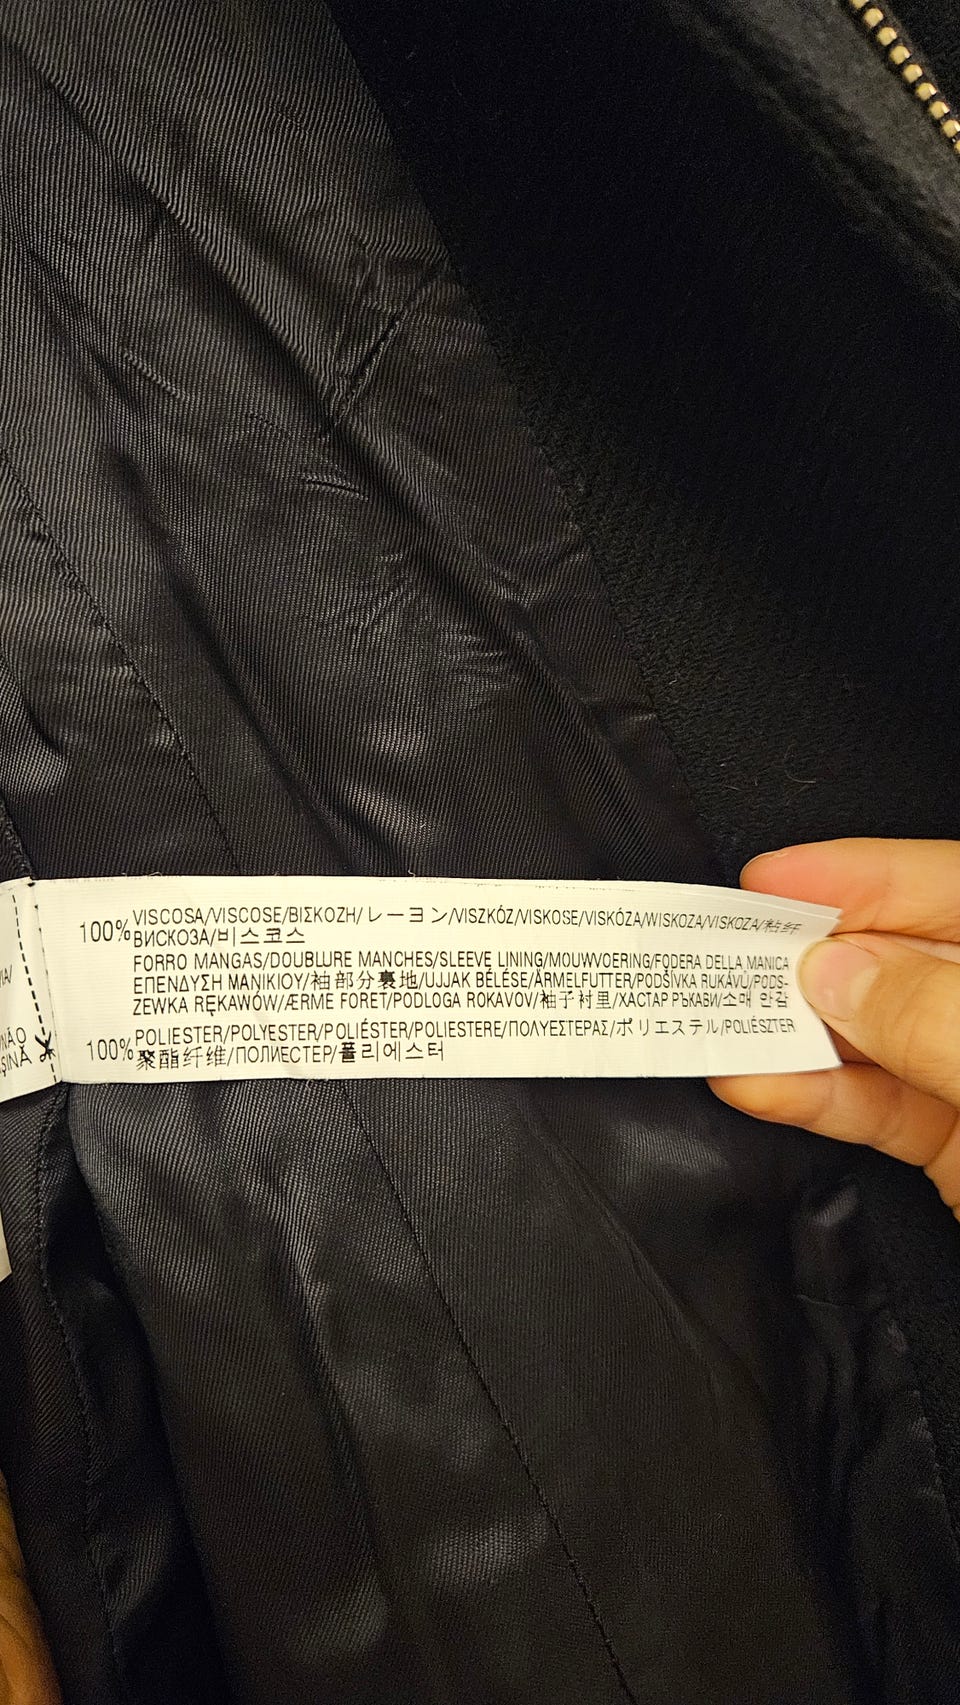 100% VISCOSA/VISCOSE/ΒΙΣΚΟΖΗ/レーヨン/VISZKÓZ/VISKOSE/VISKÓZA/WISKOZA/VISKOZA/粘纤
ВИСКОЗА/비스코스
FORRO MANGAS/DOUBLURE MANCHES/SLEEVE LINING/MOUWVOERING/FODERA DELLA MANICA
ΕΠΕΝΔΥΣΗ ΜΑΝΙΚΙΟΥ/袖部分裏地/UJJAK BÉLÉSE/ÄRMELFUTTER/PODŠÍVKA RUKÁVŮ/PODS-
ZEWKA RĘKAWÓW/ÆRME FORET/PODLOGA ROKAVOV/袖子衬里/ХАСТАР РЪКАВИ/소매 안감
100% POLIESTER/POLYESTER/POLIÉSTER/POLIESTERE/ΠΟΛΥΕΣΤΕΡΑΣ/ポリエステル/POLIÉSZTER
聚酯纤维/ПОЛИЕСТЕР/폴리에스터
NÃO